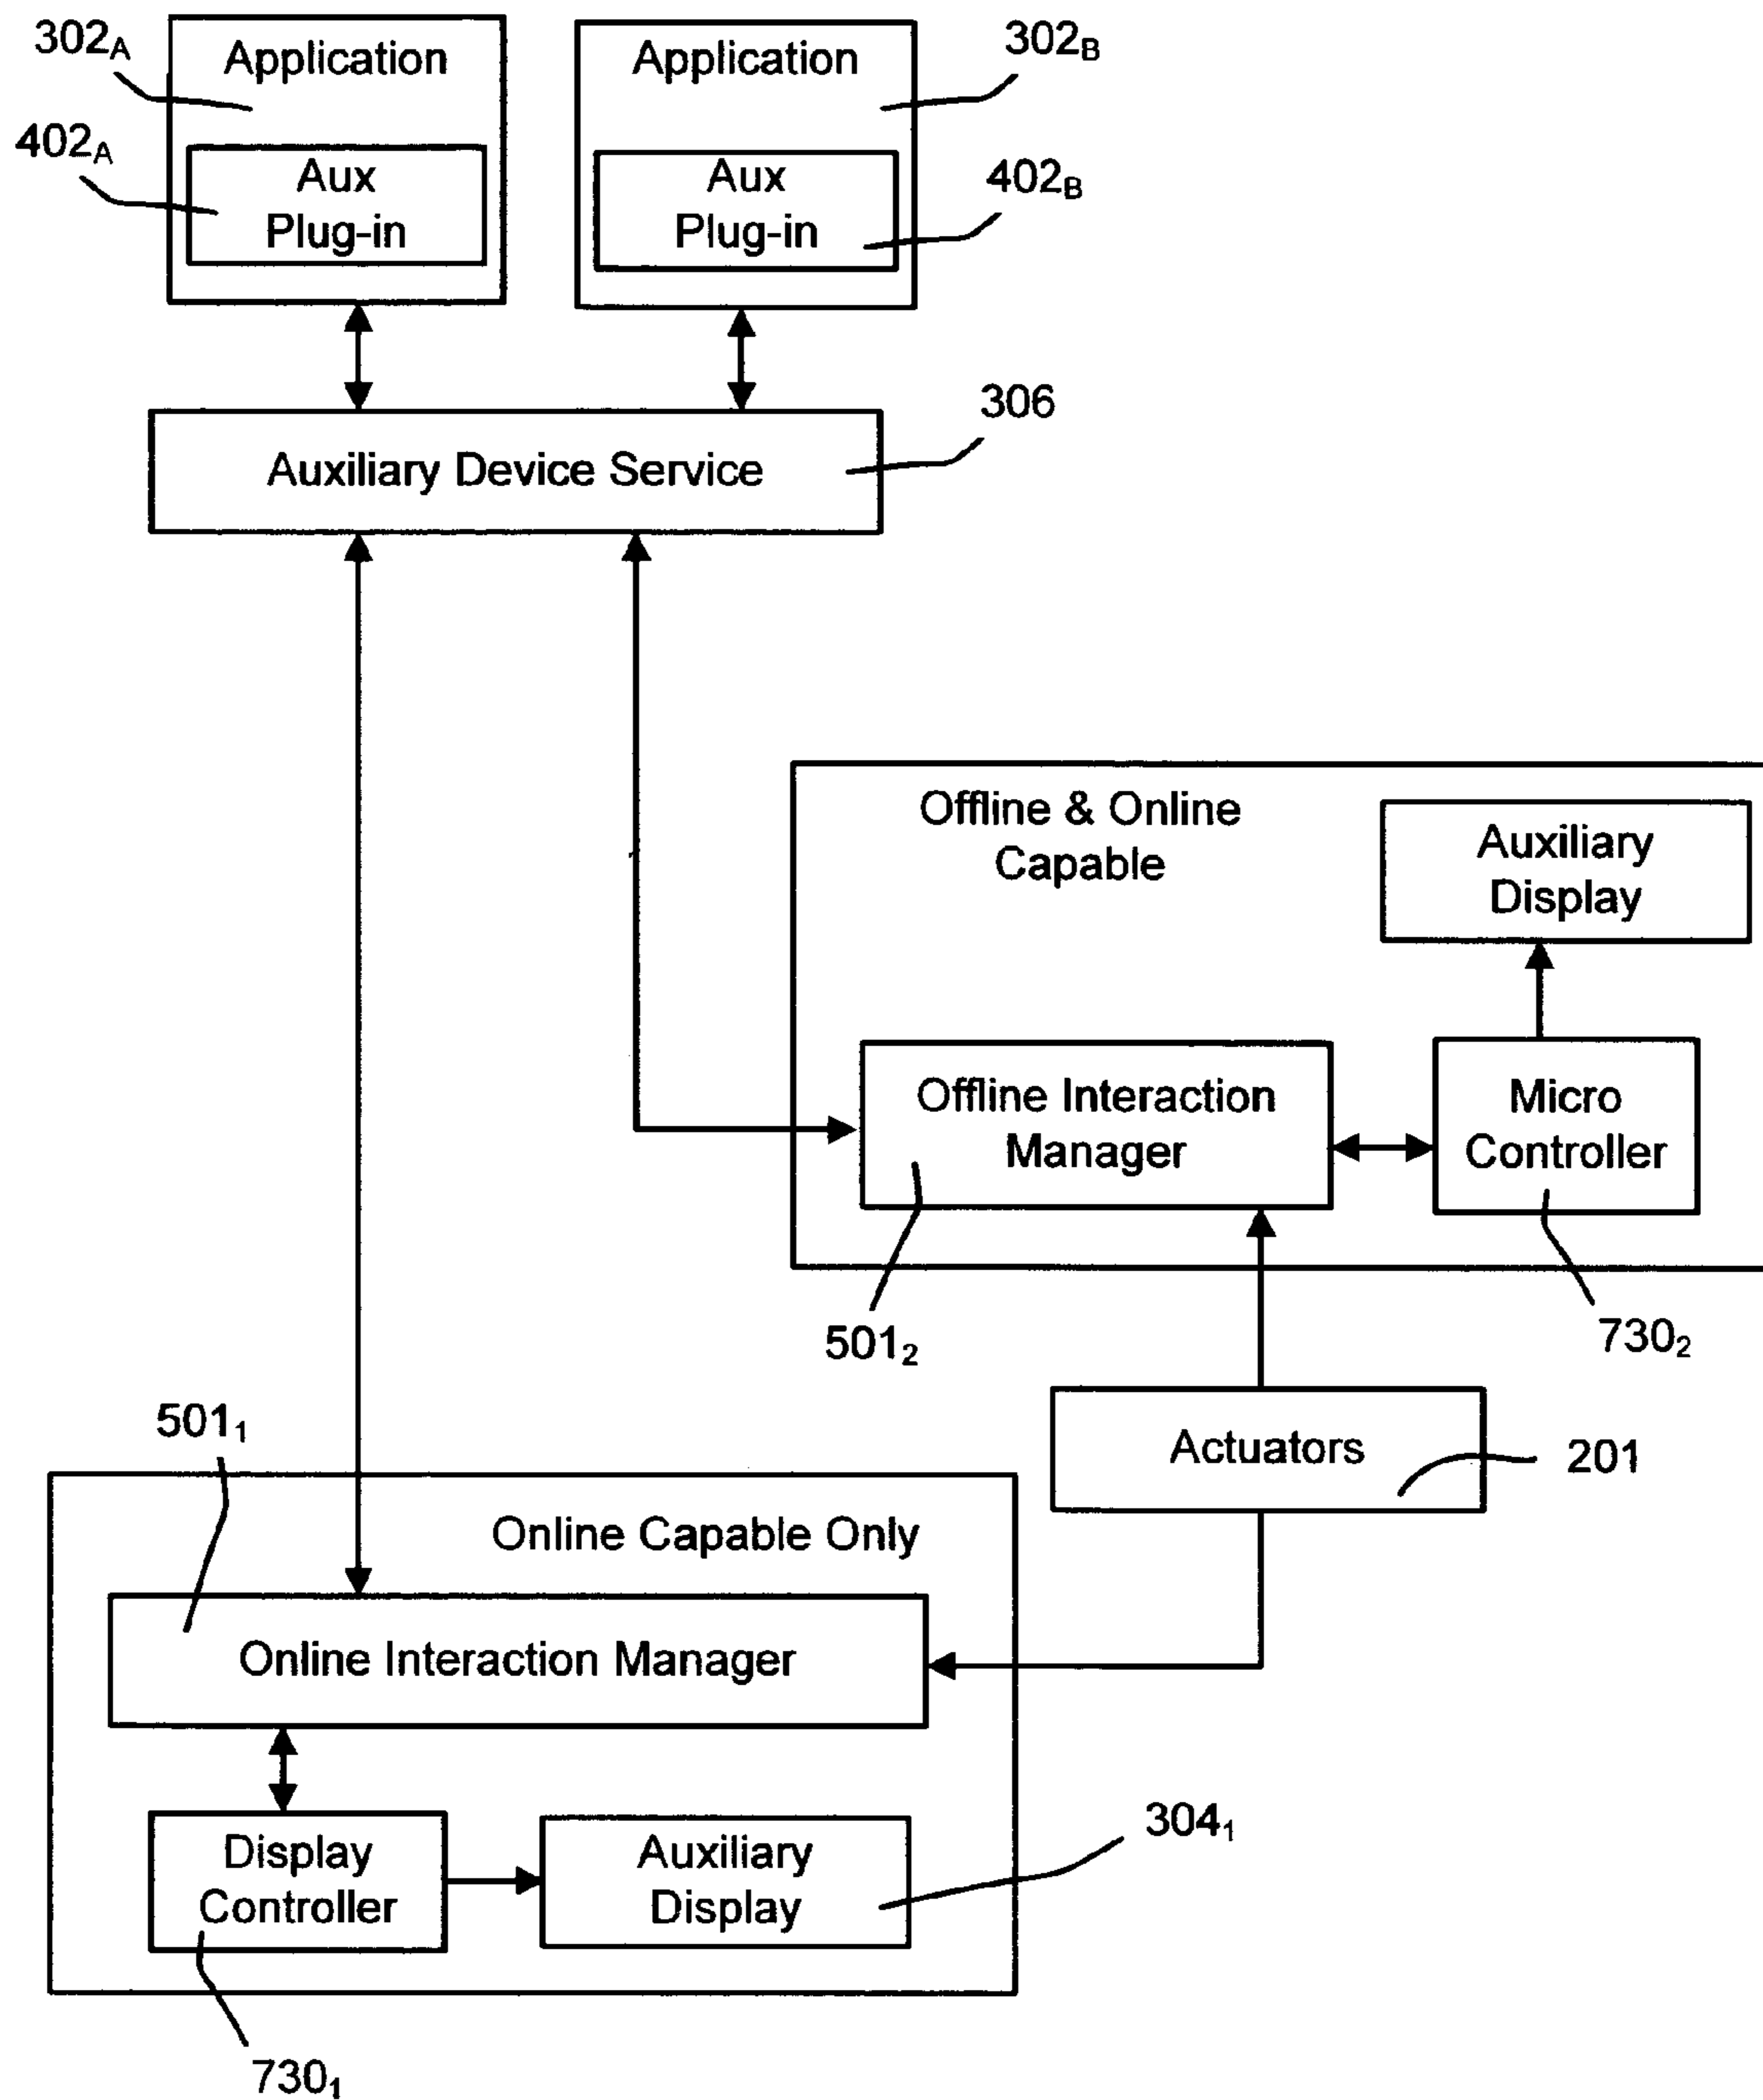 302A
Application
Application
302B
402A
Aux
Plug-in
Aux
Plug-in
402B
306
Auxiliary Device Service
Offline & Online
Capable
Auxiliary
Display
Offline Interaction
Manager
Micro
Controller
501₂
730₂
Actuators
201
501₁
Online Capable Only
Online Interaction Manager
Display
Controller
Auxiliary
Display
304₁
730₁